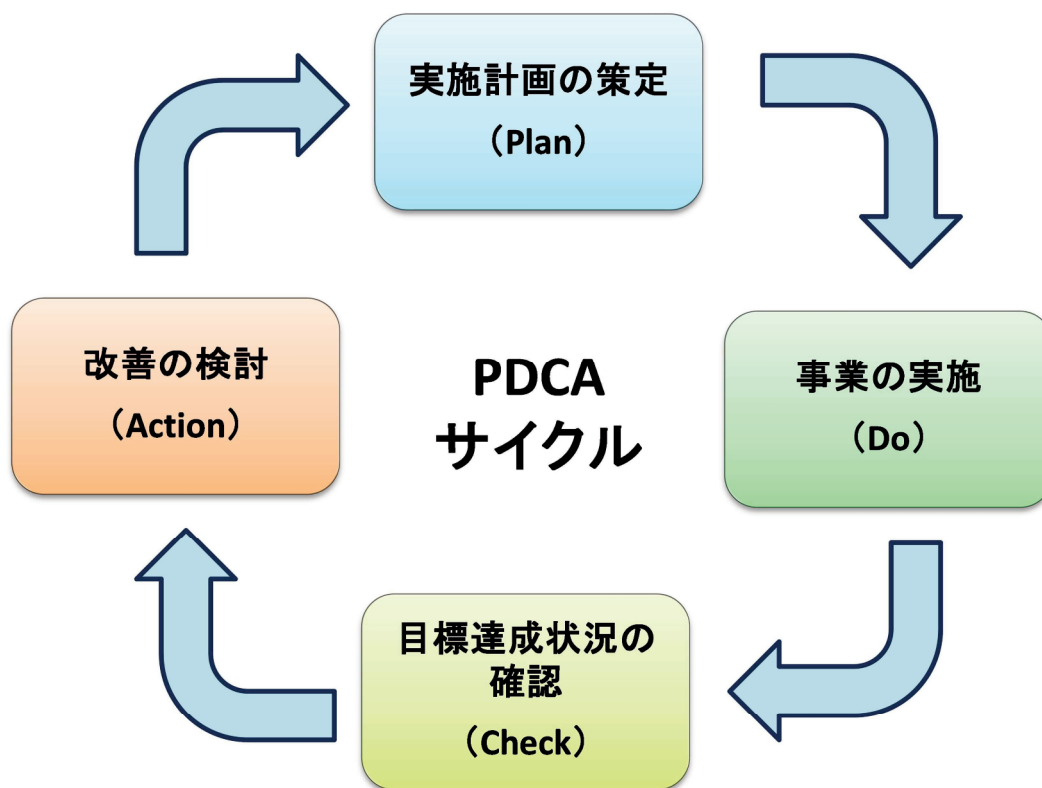 実施計画の策定
（Plan）
改善の検討
（Action）
PDCA
サイクル
事業の実施
（Do）
目標達成状況の
確認
（Check）